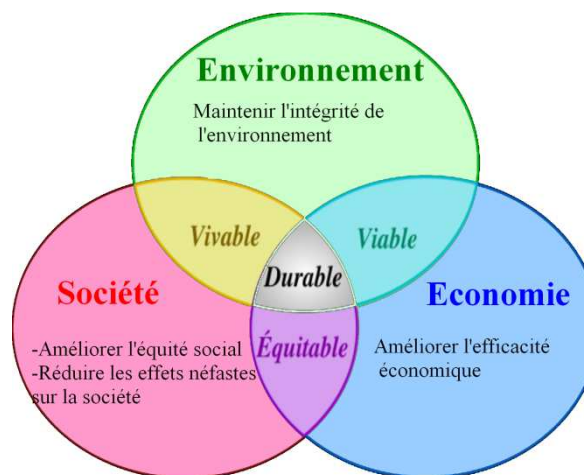 Environnement
Maintenir l'intégrité de
l'environnement
Vivable
Viable
Durable
Société
Economie
-Améliorer l'équité social
-Réduire les effets néfastes
sur la société
Équitable
Améliorer l'efficacité
économique